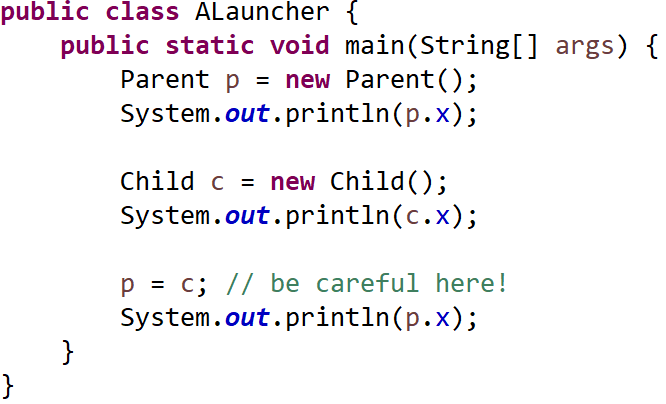 public class ALauncher {
    public static void main(String[] args) {
        Parent p = new Parent();
        System.out.println(p.x);

        Child c = new Child();
        System.out.println(c.x);

        p = c; // be careful here!
        System.out.println(p.x);
    }
}